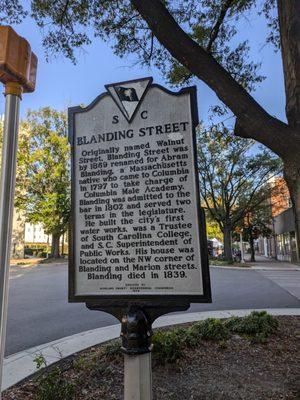 S C
BLANDING STREET
Originally named Walnut
Street, Blanding Street was
by 1869 renamed for Abram
Blanding, a Massachusetts
native who came to Columbia
in 1797 to take charge of
Columbia Male Academy.
Blanding was admitted to the
bar in 1802 and served two
terms in the legislature.
He built the city's first
water works, was a Trustee
of South Carolina College,
and S. C. Superintendent of
Public Works. His house was
located on the NW corner of
Blanding and Marion streets.
Blanding died in 1839.